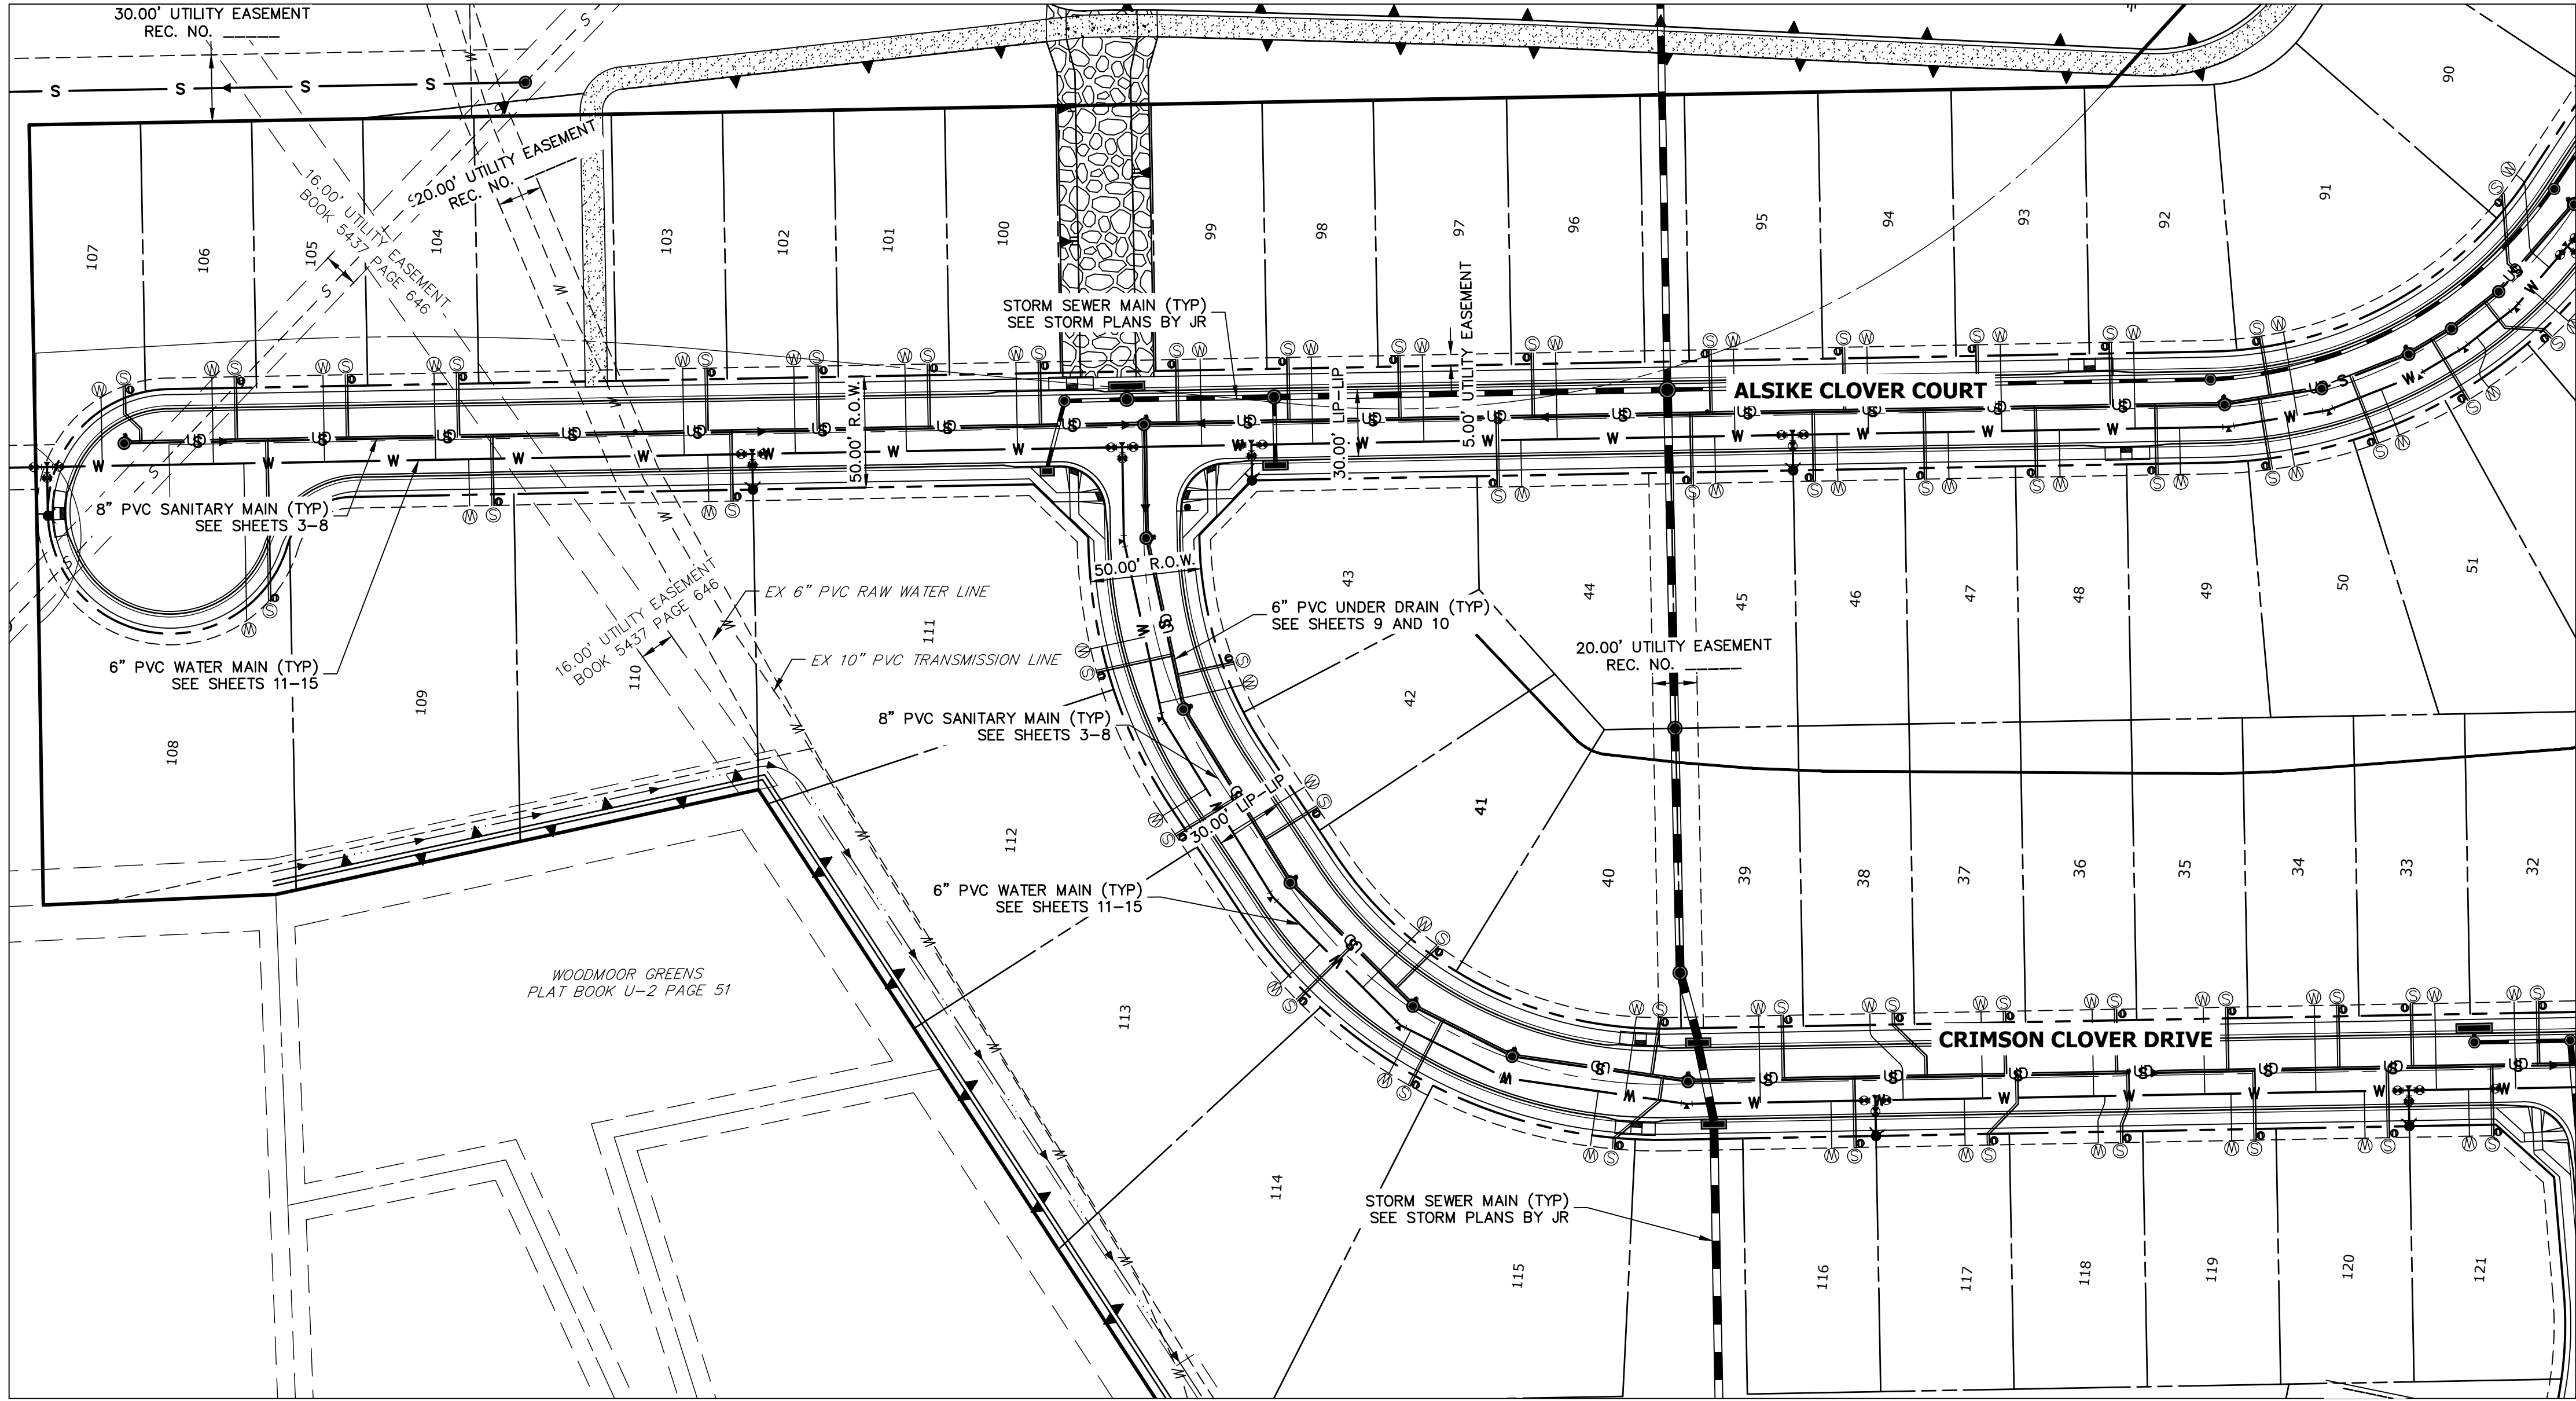 30.00' UTILITY EASEMENT
REC. NO. _____
20.00' UTILITY EASEMENT
REC. NO. _____
16.00' UTILITY EASEMENT
BOOK 5437 PAGE 646
107
106
105
104
103
102
101
100
99
98
97
96
95
94
93
92
91
90
STORM SEWER MAIN (TYP)
SEE STORM PLANS BY JR
5.00' UTILITY EASEMENT
30.00' LIP-LIP
50.00' R.O.W.
ALSIKE CLOVER COURT
8" PVC SANITARY MAIN (TYP)
SEE SHEETS 3-8
6" PVC WATER MAIN (TYP)
SEE SHEETS 11-15
50.00' R.O.W.
EX 6" PVC RAW WATER LINE
EX 10" PVC TRANSMISSION LINE
16.00' UTILITY EASEMENT
BOOK 5437 PAGE 646
6" PVC UNDER DRAIN (TYP)
SEE SHEETS 9 AND 10
20.00' UTILITY EASEMENT
REC. NO. _____
43
44
45
46
47
48
49
50
51
108
109
110
111
42
41
40
39
38
37
36
35
34
33
32
8" PVC SANITARY MAIN (TYP)
SEE SHEETS 3-8
30.00' LIP-LIP
112
6" PVC WATER MAIN (TYP)
SEE SHEETS 11-15
WOODMOOR GREENS
PLAT BOOK U-2 PAGE 51
113
CRIMSON CLOVER DRIVE
114
STORM SEWER MAIN (TYP)
SEE STORM PLANS BY JR
115
116
117
118
119
120
121